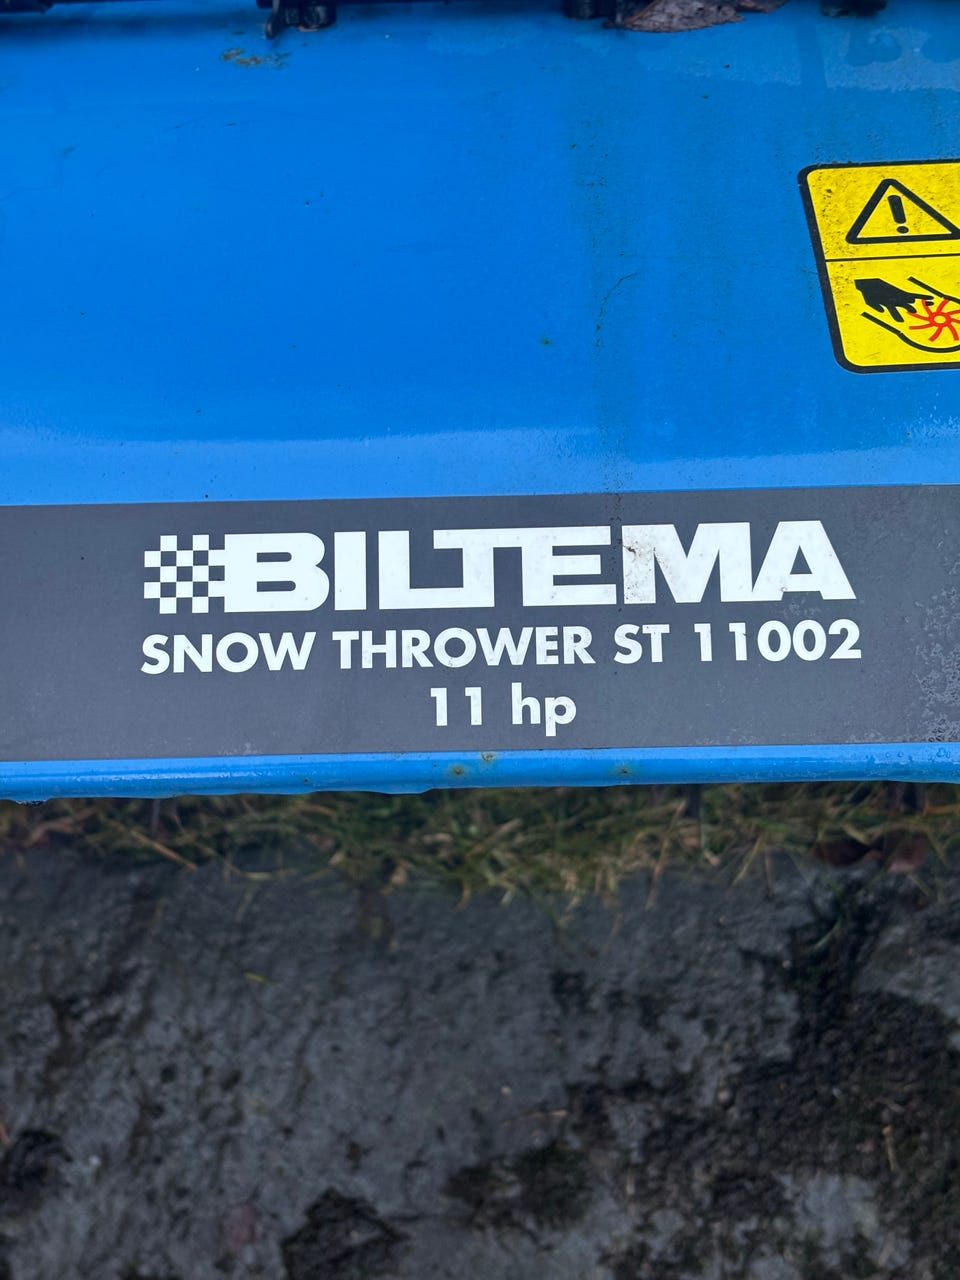 BILTEMA
SNOW THROWER ST 11002
11 hp